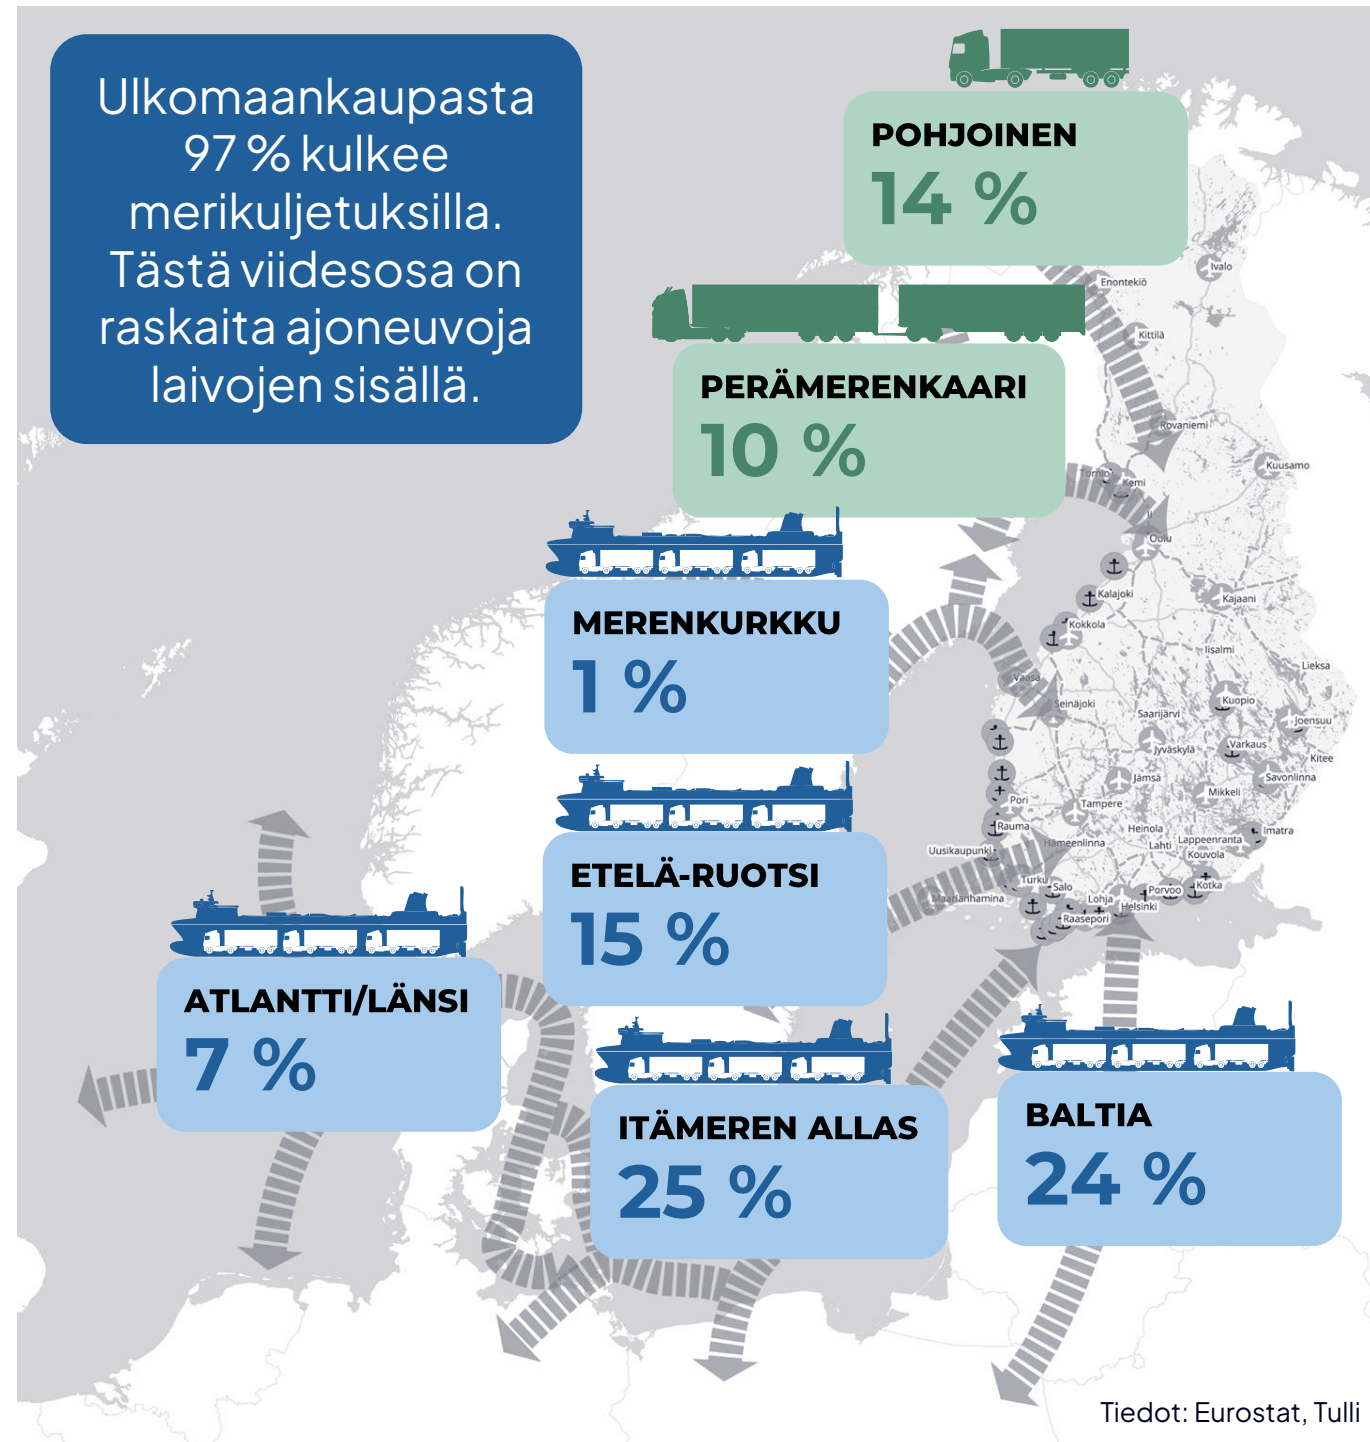 Ulkomaankaupasta
97 % kulkee
merikuljetuksilla.
Tästä viidesosa on
raskaita ajoneuvoja
laivojen sisällä.
POHJOINEN
14 %
PERÄMERENKAARI
10 %
MERENKURKKU
1 %
ETELÄ-RUOTSI
15 %
ATLANTTI/LÄNSI
7 %
ITÄMEREN ALLAS
25 %
BALTIA
24 %
Ivalo
Enontekiö
Kittilä
Rovaniemi
Kuusamo
Tornio
Kemi
Ii
Oulu
Kalajoki
Kajaani
Kokkola
Iisalmi
Lieksa
Vaasa
Seinäjoki
Kuopio
Saarijärvi
Joensuu
Jyväskylä
Varkaus
Kitee
Jämsä
Savonlinna
Pori
Tampere
Mikkeli
Rauma
Heinola
Imatra
Hämeenlinna
Lahti
Lappeenranta
Uusikaupunki
Kouvola
Turku
Salo
Maarianhamina
Lohja
Porvoo
Kotka
Helsinki
Raasepori
Tiedot: Eurostat, Tulli